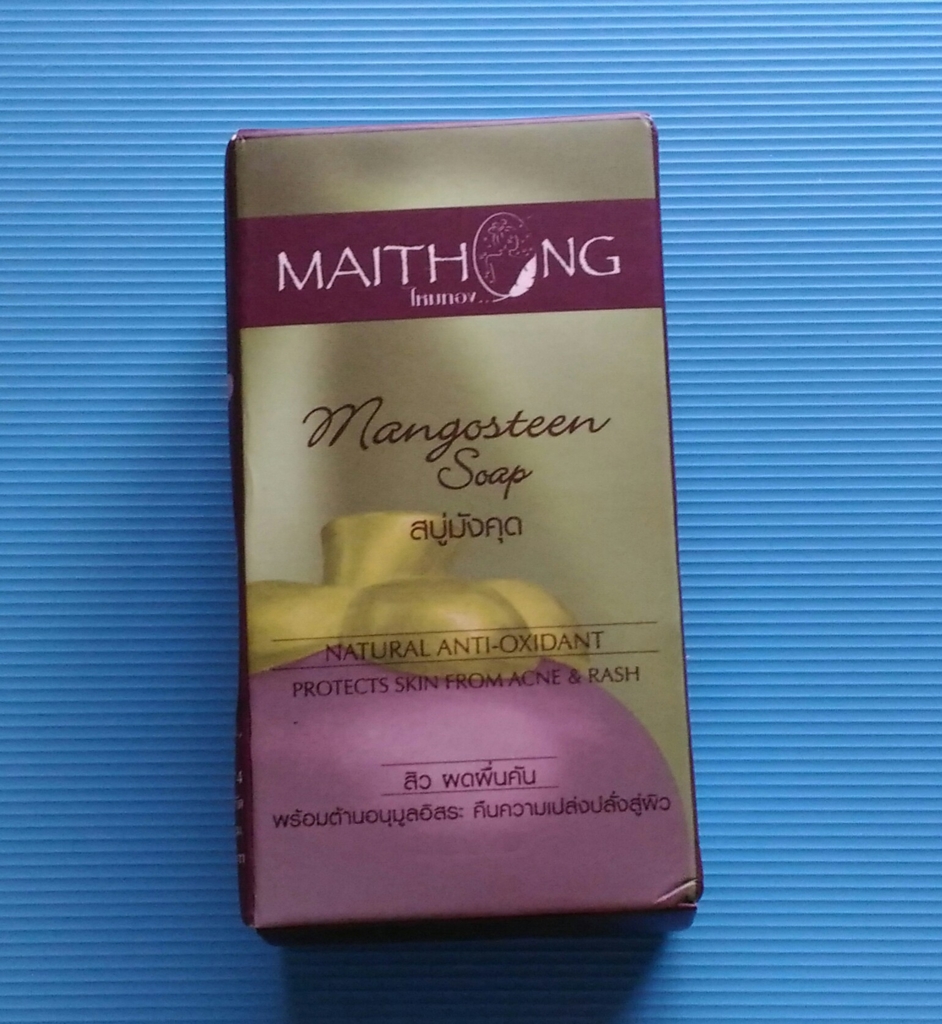 MAITHONG
ไหมทอง...
Mangosteen
Soap
สบู่มังคุด
NATURAL ANTI-OXIDANT
PROTECTS SKIN FROM ACNE & RASH
สิว ผดผื่นคัน
พร้อมต้านอนุมูลอิสระ คืนความเปล่งปลั่งสู่ผิว